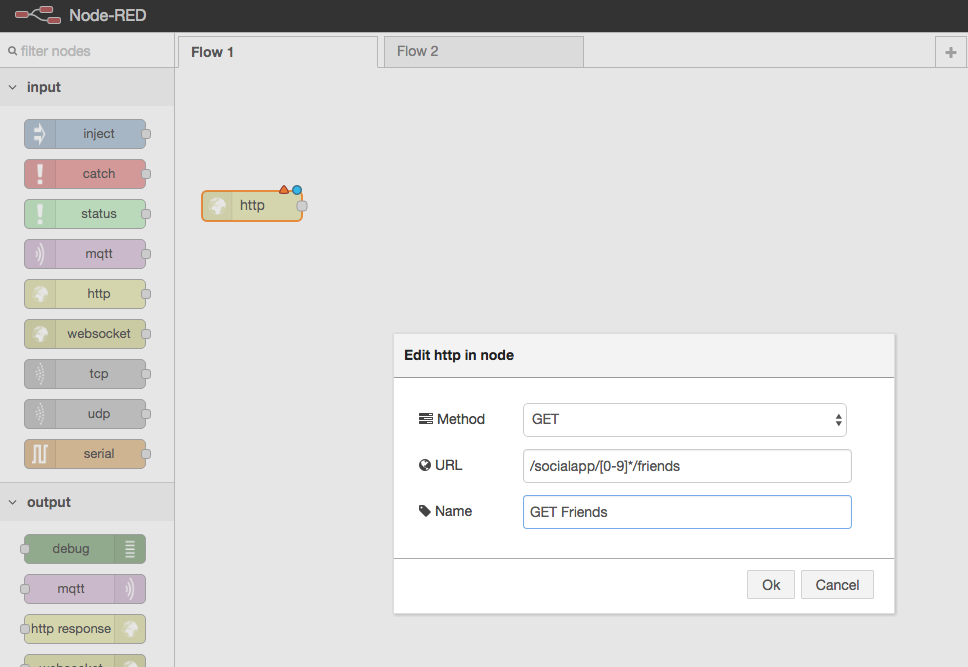 Node-RED
filter nodes
Flow 1
Flow 2
+
input
inject
catch
status
mqtt
http
websocket
tcp
udp
serial
output
debug
mqtt
http response
websocket
http
Edit http in node
Method
GET
URL
/socialapp/[0-9]*/friends
Name
GET Friends
Ok
Cancel